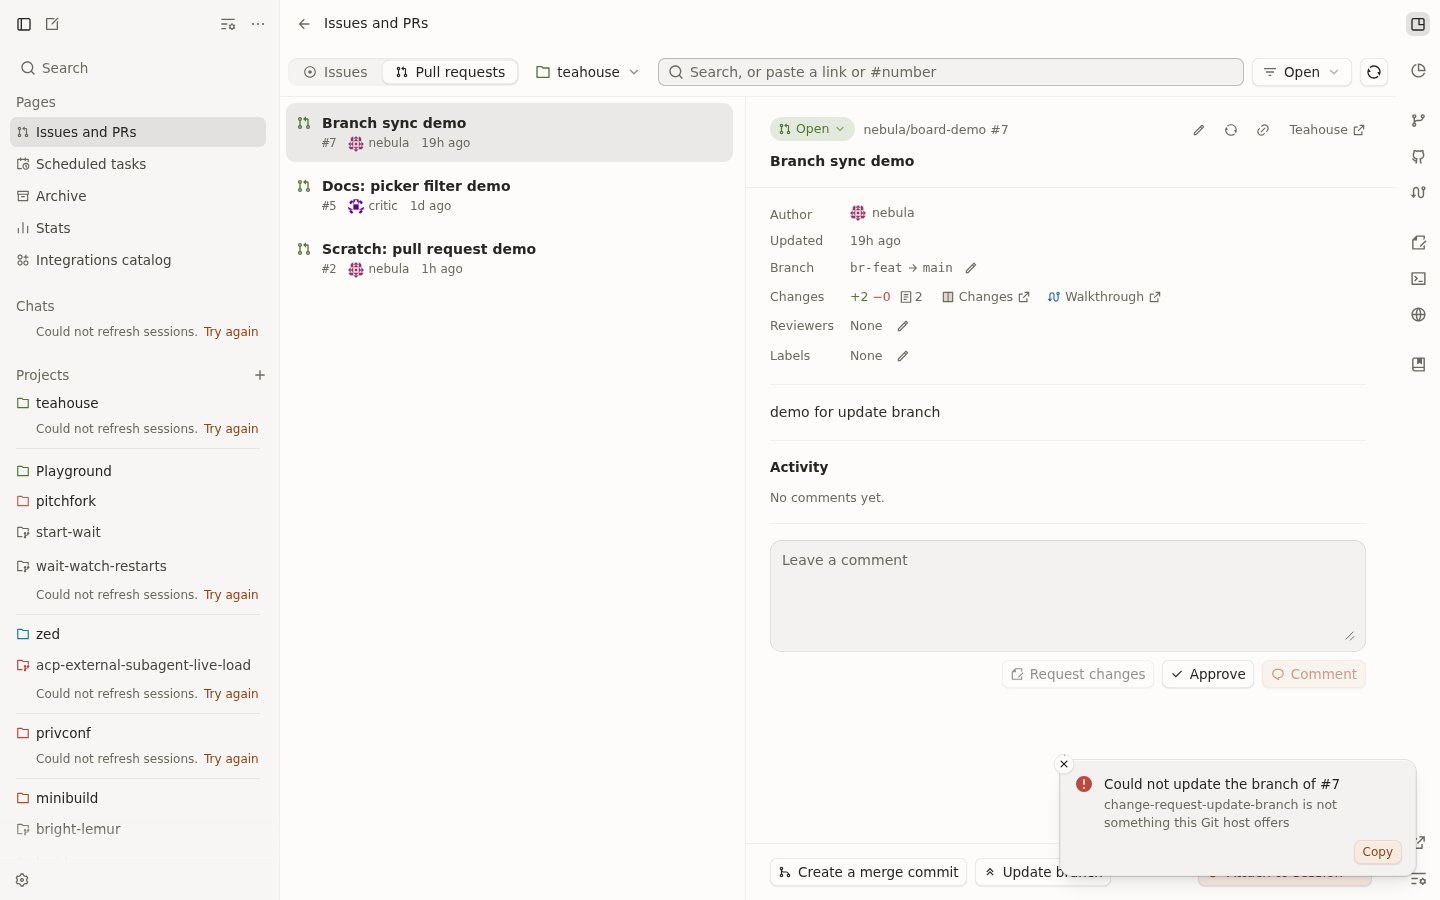 Issues and PRs
Search
Pages
Issues and PRs
Scheduled tasks
Archive
Stats
Integrations catalog
Chats
Could not refresh sessions. Try again
Projects
teahouse
Could not refresh sessions. Try again
Playground
pitchfork
start-wait
wait-watch-restarts
Could not refresh sessions. Try again
zed
acp-external-subagent-live-load
Could not refresh sessions. Try again
privconf
Could not refresh sessions. Try again
minibuild
bright-lemur
Issues
Pull requests
teahouse
Search, or paste a link or #number
Open
Branch sync demo
#7 nebula 19h ago
Docs: picker filter demo
#5 critic 1d ago
Scratch: pull request demo
#2 nebula 1h ago
Open nebula/board-demo #7 Teahouse
Branch sync demo
Author nebula
Updated 19h ago
Branch br-feat → main
Changes +2 −0 2 Changes Walkthrough
Reviewers None
Labels None
demo for update branch
Activity
No comments yet.
Leave a comment
Request changes Approve Comment
Could not update the branch of #7
change-request-update-branch is not
something this Git host offers
Copy
Create a merge commit Update branch